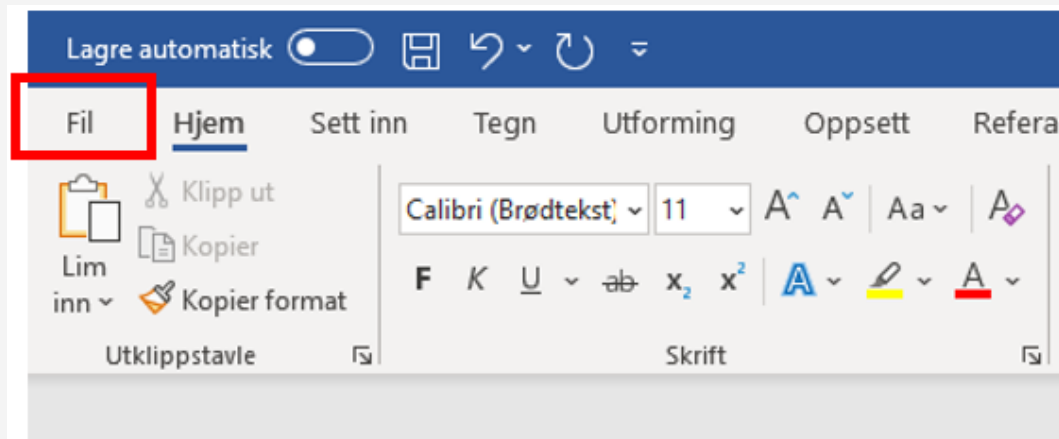 Lagre automatisk
Fil Hjem Sett inn Tegn Utforming Oppsett Refera
Klipp ut
Kopier
Kopier format
Lim
inn
Calibri (Brødtekst) 11 A A Aa A
F K U ab x₂ x² A A
Utklippstavle Skrift